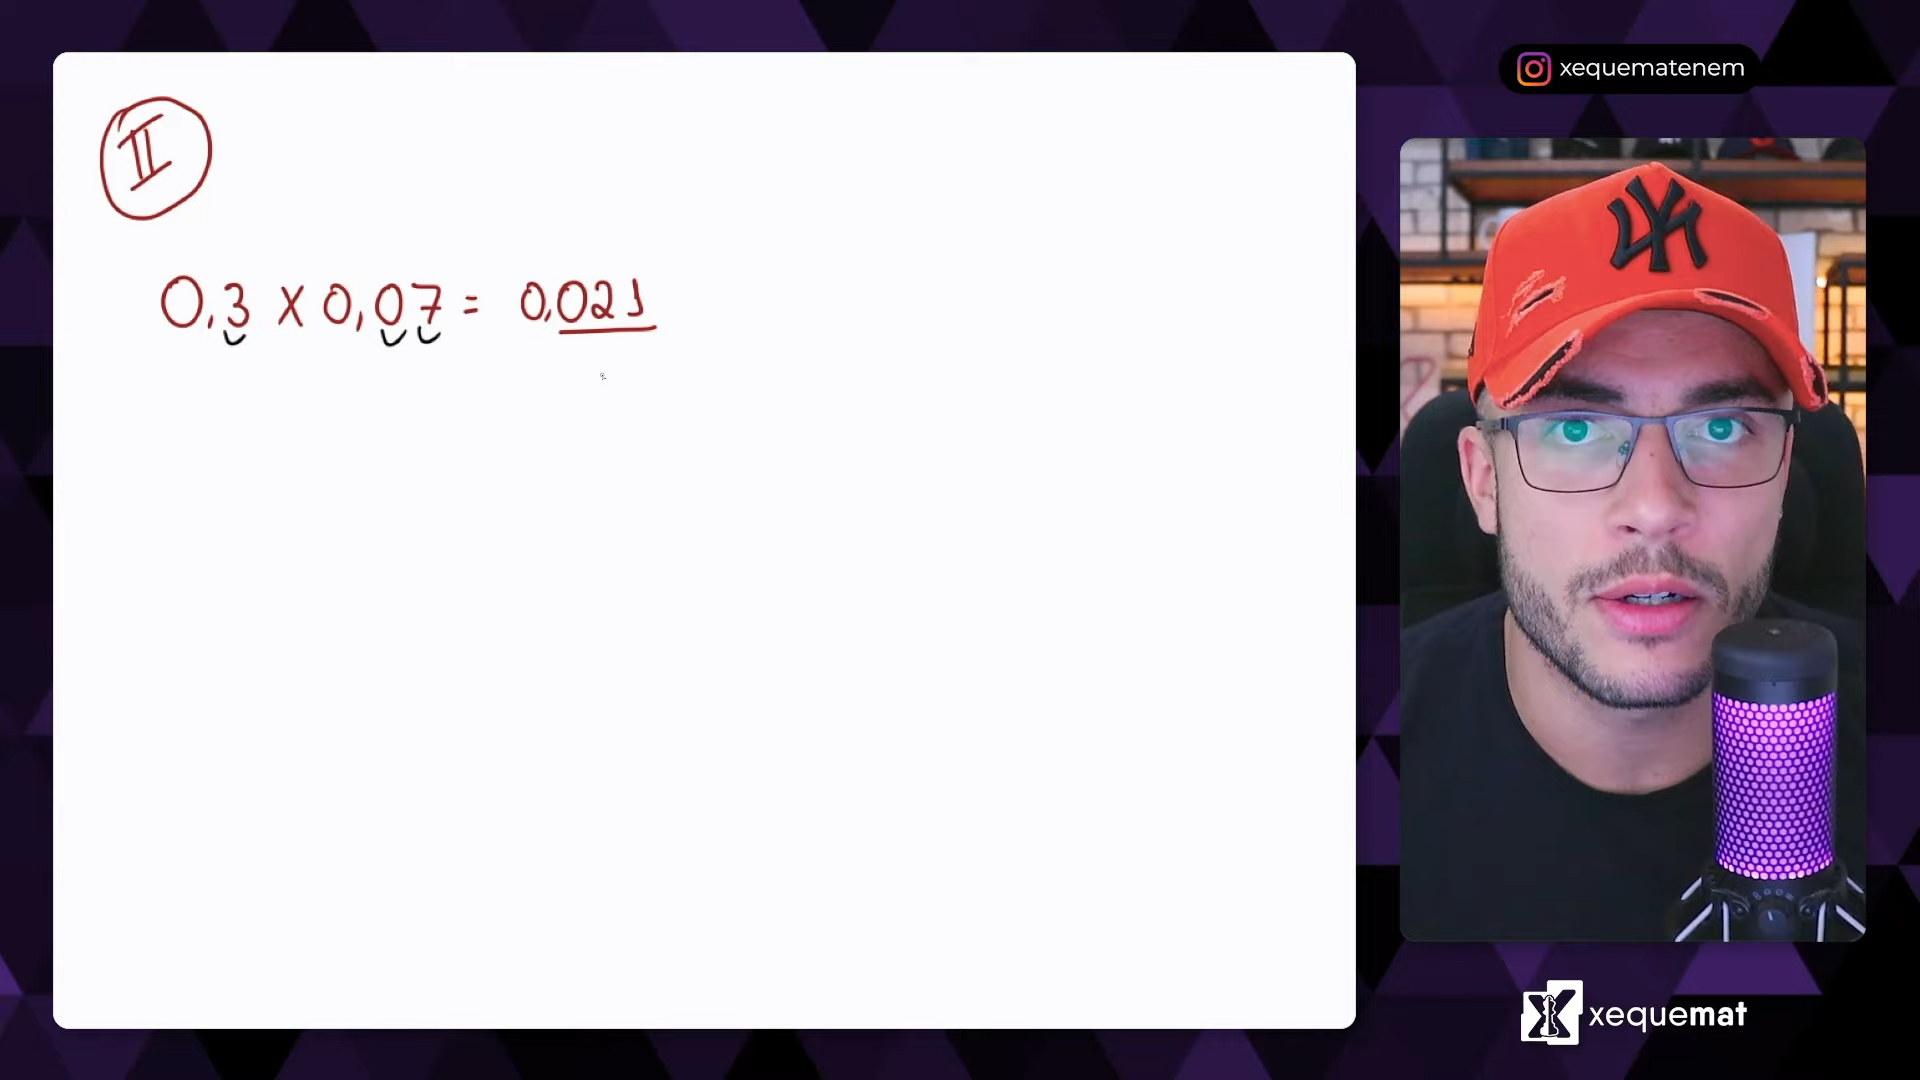 II
0,3 X 0,07 = 0,021
xequematenem
xequemat